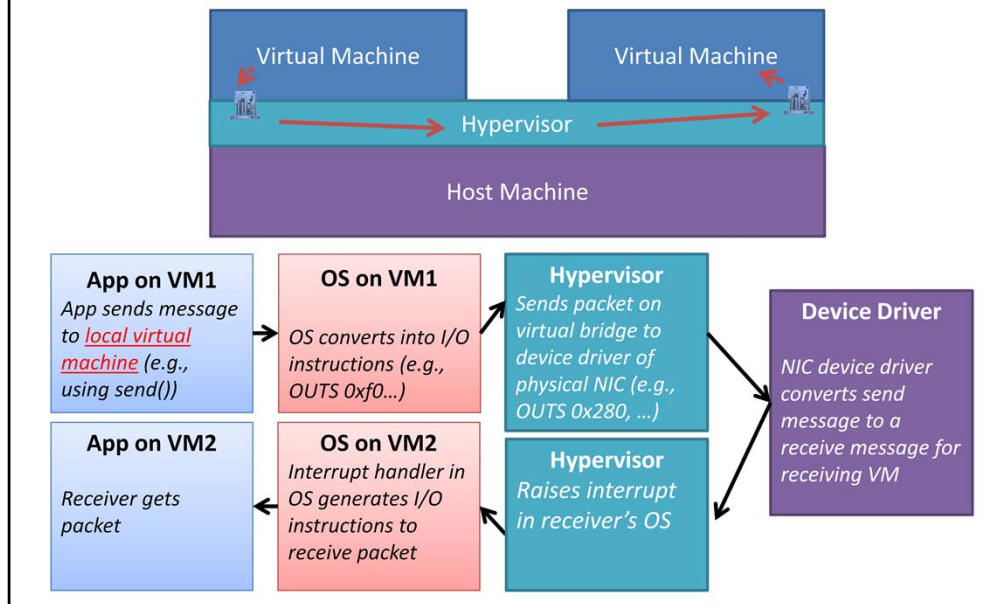 Virtual Machine
Virtual Machine
Hypervisor
Host Machine
App on VM1
App sends message
to local virtual
machine (e.g.,
using send())
OS on VM1
OS converts into I/O
instructions (e.g.,
OUTS 0xf0...)
Hypervisor
Sends packet on
virtual bridge to
device driver of
physical NIC (e.g.,
OUTS 0x280, ...)
Device Driver
NIC device driver
converts send
message to a
receive message for
receiving VM
App on VM2
Receiver gets
packet
OS on VM2
Interrupt handler in
OS generates I/O
instructions to
receive packet
Hypervisor
Raises interrupt
in receiver’s OS